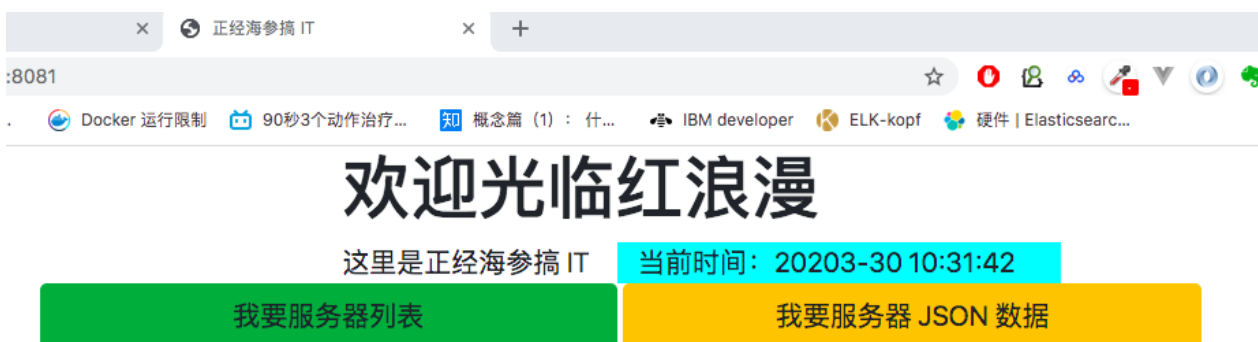 正经海参搞 IT
:8081
. Docker 运行限制 90秒3个动作治疗... 知 概念篇（1）：什... IBM developer ELK-kopf 硬件 | Elasticsearc...
欢迎光临红浪漫
这里是正经海参搞 IT 当前时间：20203-30 10:31:42
我要服务器列表 我要服务器 JSON 数据